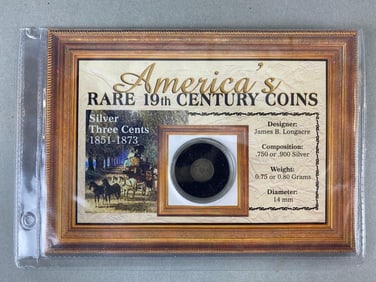 America's
RARE 19th CENTURY COINS
Silver
Three Cents
1851-1873
Designer:
James B. Longacre
Composition:
.750 or .900 Silver
Weight:
0.75 or 0.80 Grams
Diameter:
14 mm